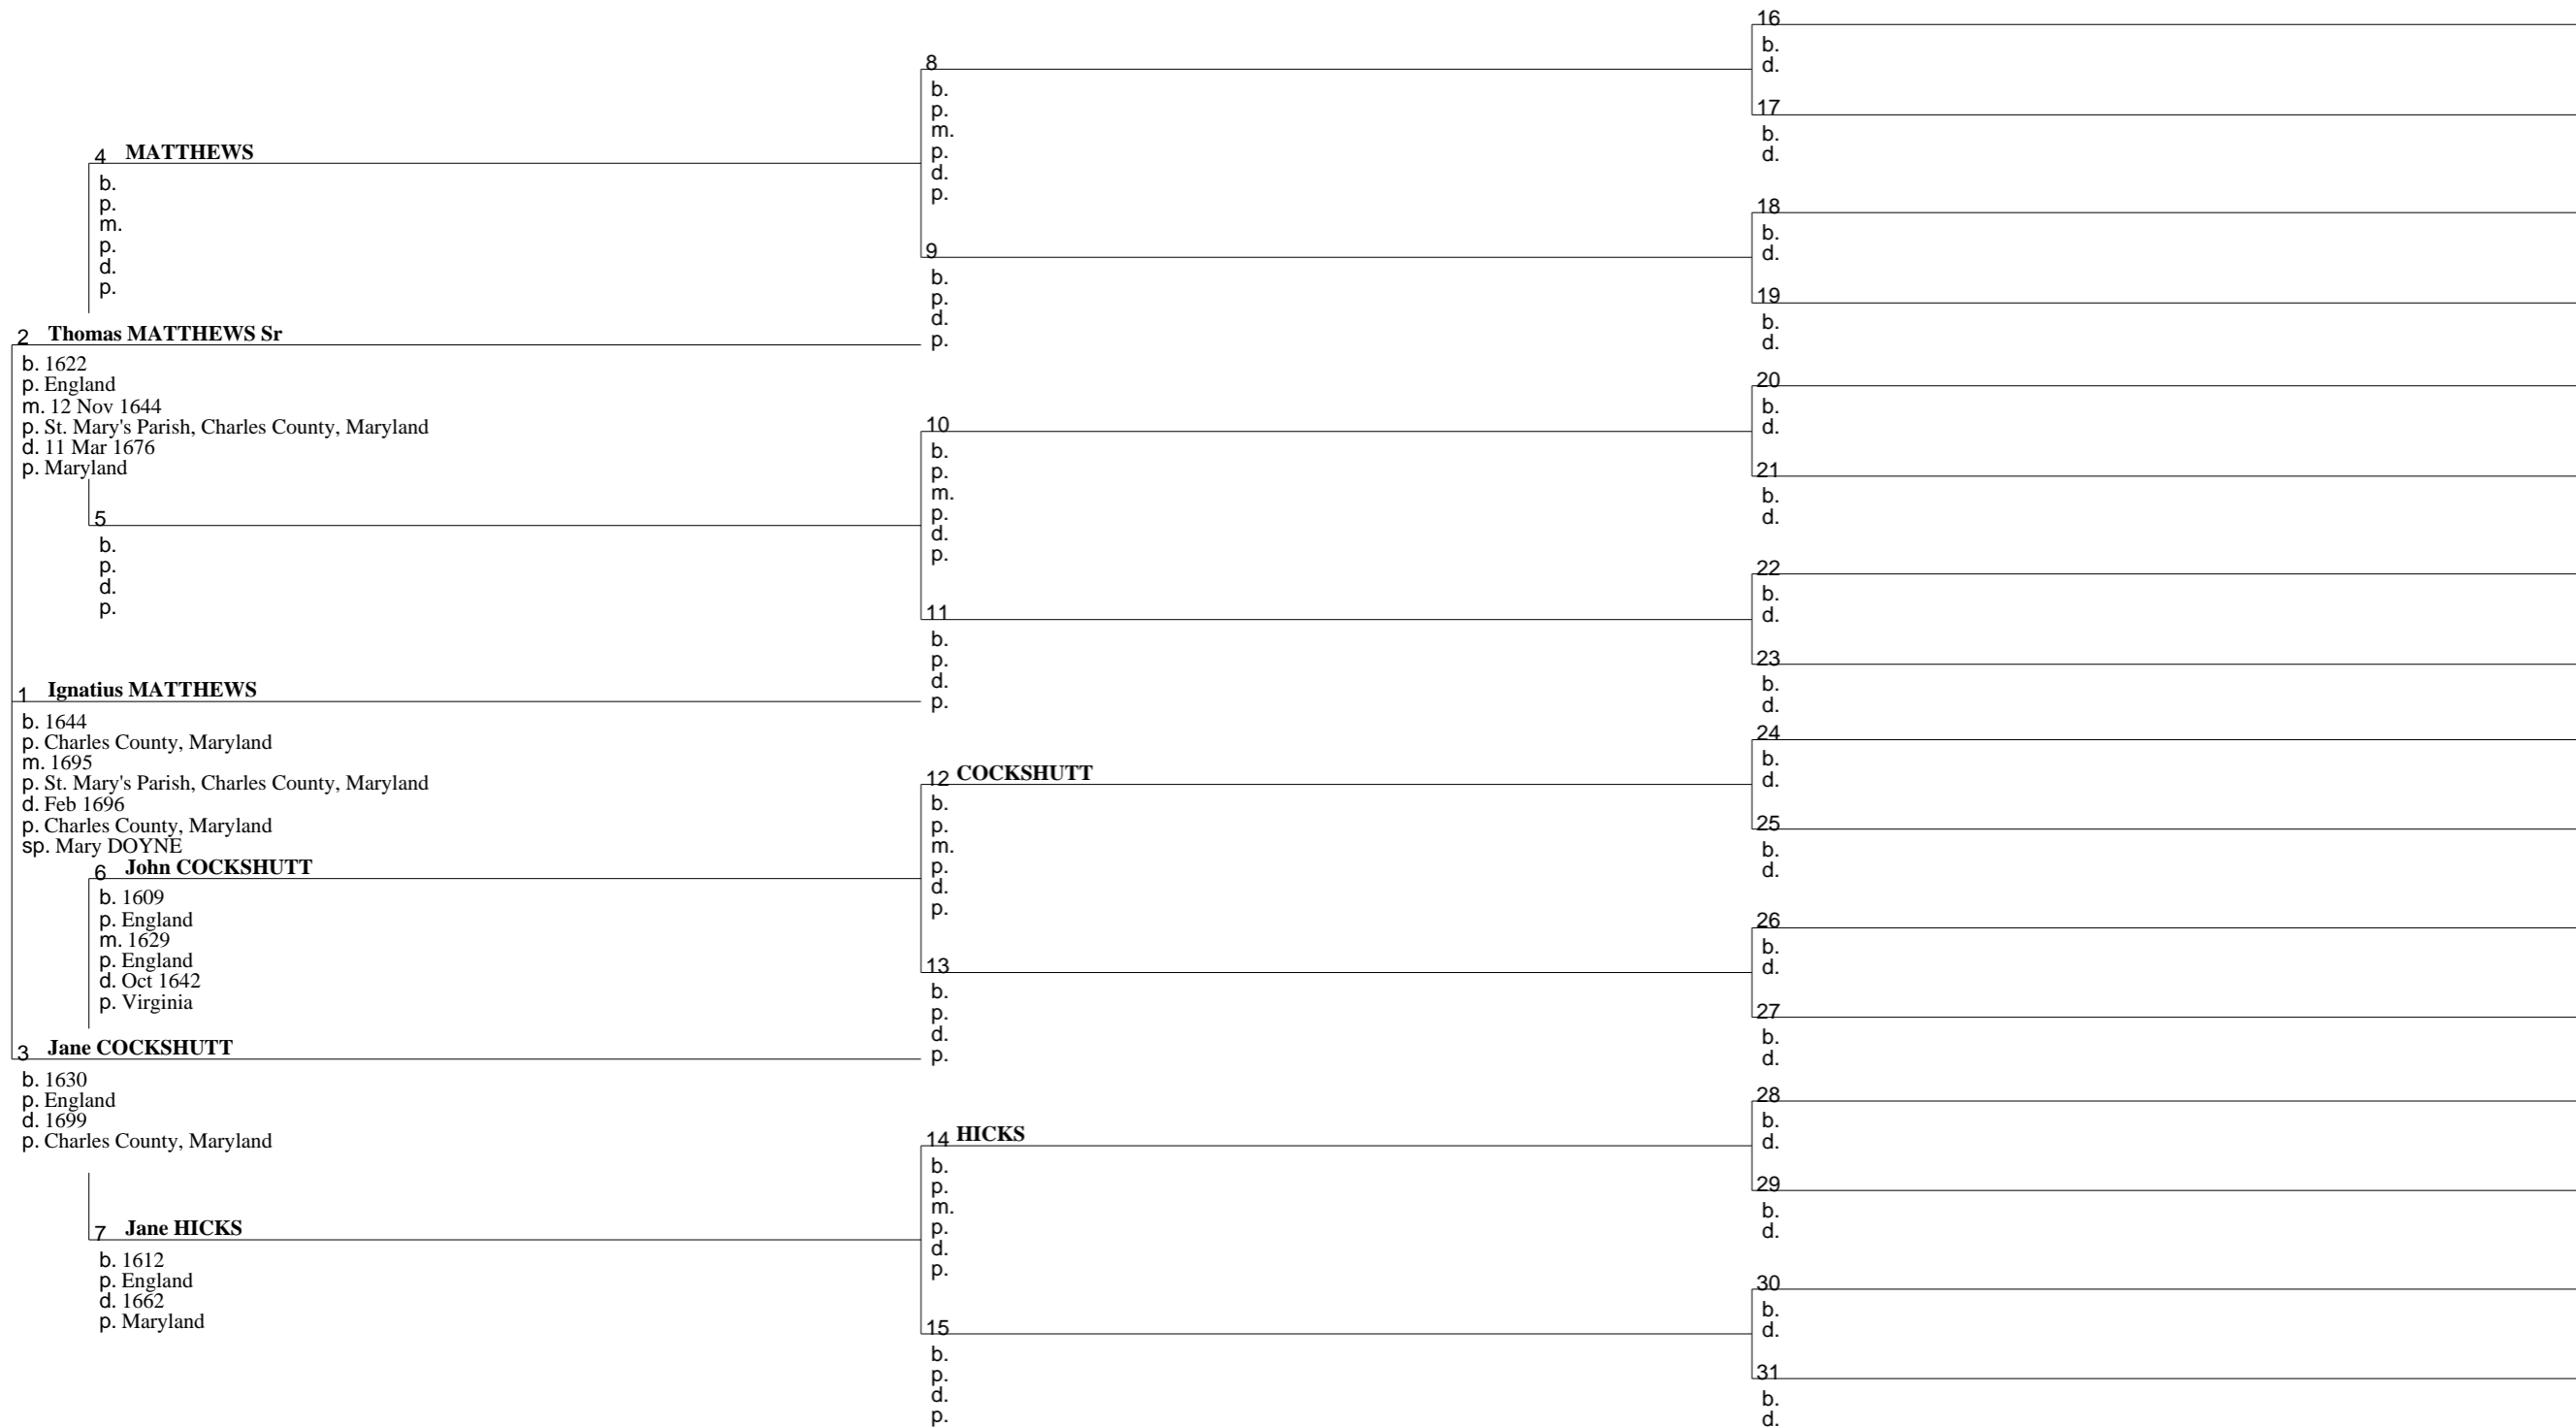 4 MATTHEWS
b.
p.
m.
p.
d.
p.
2 Thomas MATTHEWS Sr
b. 1622
p. England
m. 12 Nov 1644
p. St. Mary's Parish, Charles County, Maryland
d. 11 Mar 1676
p. Maryland
5
b.
p.
d.
p.
1 Ignatius MATTHEWS
b. 1644
p. Charles County, Maryland
m. 1695
p. St. Mary's Parish, Charles County, Maryland
d. Feb 1696
p. Charles County, Maryland
sp. Mary DOYNE
6 John COCKSHUTT
b. 1609
p. England
m. 1629
p. England
d. Oct 1642
p. Virginia
3 Jane COCKSHUTT
b. 1630
p. England
d. 1699
p. Charles County, Maryland
7 Jane HICKS
b. 1612
p. England
d. 1662
p. Maryland
8
b.
p.
m.
p.
d.
p.
9
b.
p.
d.
p.
10
b.
p.
m.
p.
d.
p.
11
b.
p.
d.
p.
12 COCKSHUTT
b.
p.
m.
p.
d.
p.
13
b.
p.
d.
p.
14 HICKS
b.
p.
m.
p.
d.
p.
15
b.
p.
d.
p.
16
b.
d.
17
b.
d.
18
b.
d.
19
b.
d.
20
b.
d.
21
b.
d.
22
b.
d.
23
b.
d.
24
b.
d.
25
b.
d.
26
b.
d.
27
b.
d.
28
b.
d.
29
b.
d.
30
b.
d.
31
b.
d.